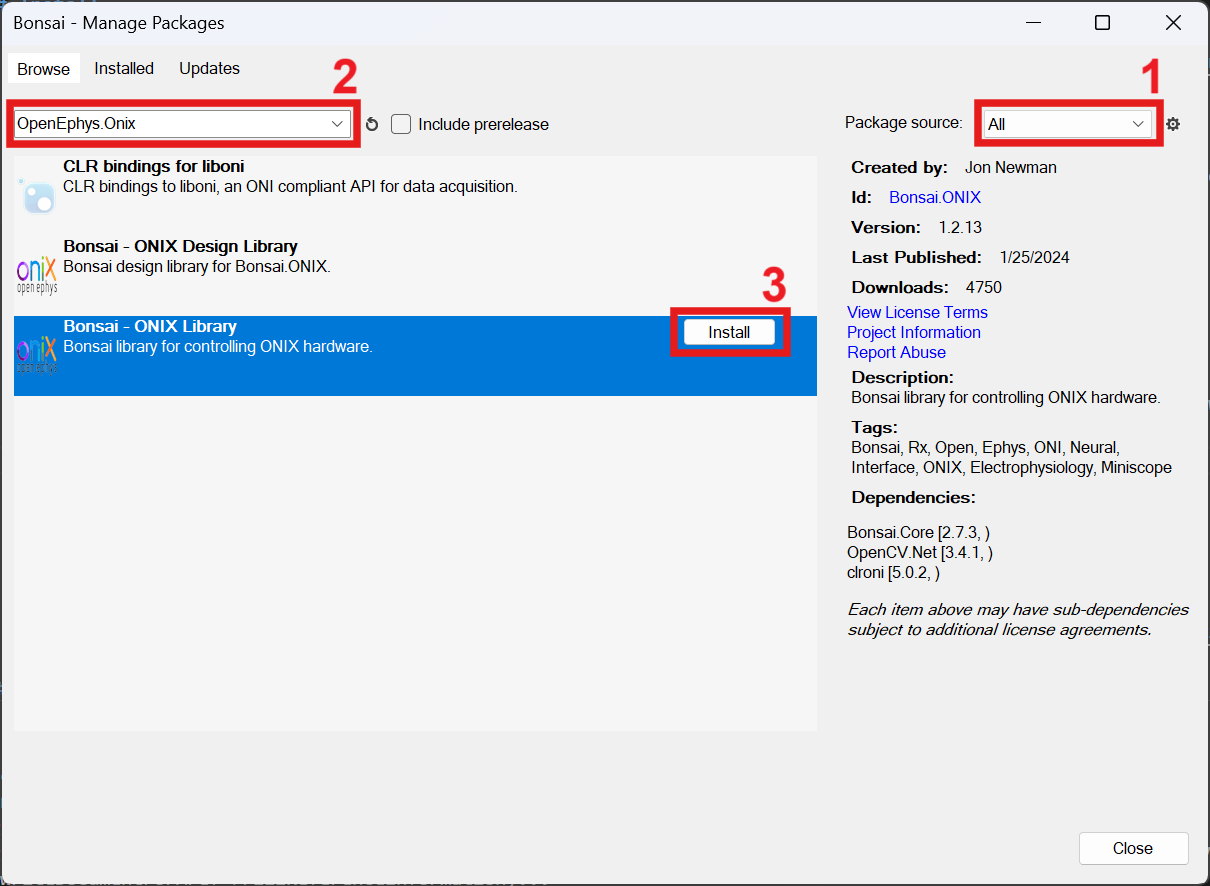 Bonsai - Manage Packages
Browse Installed Updates
2
1
OpenEphys.Onix
Include prerelease
Package source: All
CLR bindings for liboni
CLR bindings to liboni, an ONI compliant API for data acquisition.
onix
open ephys
Bonsai - ONIX Design Library
Bonsai design library for Bonsai.ONIX.
3
onix
open ephys
Bonsai - ONIX Library
Bonsai library for controlling ONIX hardware.
Install
Created by: Jon Newman
Id: Bonsai.ONIX
Version: 1.2.13
Last Published: 1/25/2024
Downloads: 4750
View License Terms
Project Information
Report Abuse
Description:
Bonsai library for controlling ONIX hardware.
Tags:
Bonsai, Rx, Open, Ephys, ONI, Neural,
Interface, ONIX, Electrophysiology, Miniscope
Dependencies:
Bonsai.Core [2.7.3, )
OpenCV.Net [3.4.1, )
clroni [5.0.2, )
Each item above may have sub-dependencies
subject to additional license agreements.
Close